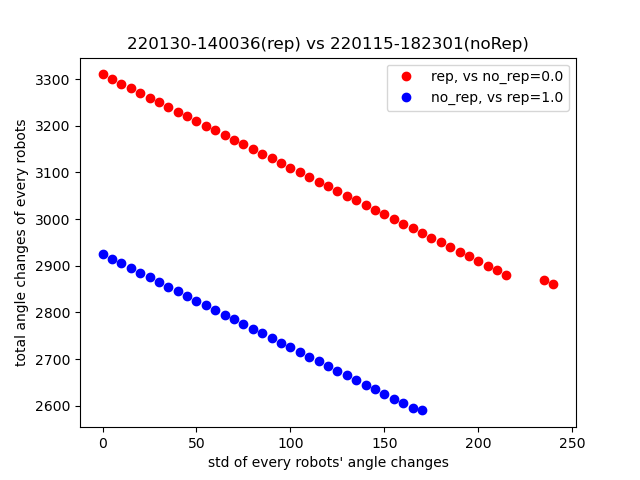 220130-140036(rep) vs 220115-182301(noRep)
rep, vs no_rep=0.0
no_rep, vs rep=1.0
total angle changes of every robots
3300
3200
3100
3000
2900
2800
2700
2600
0 50 100 150 200 250
std of every robots' angle changes